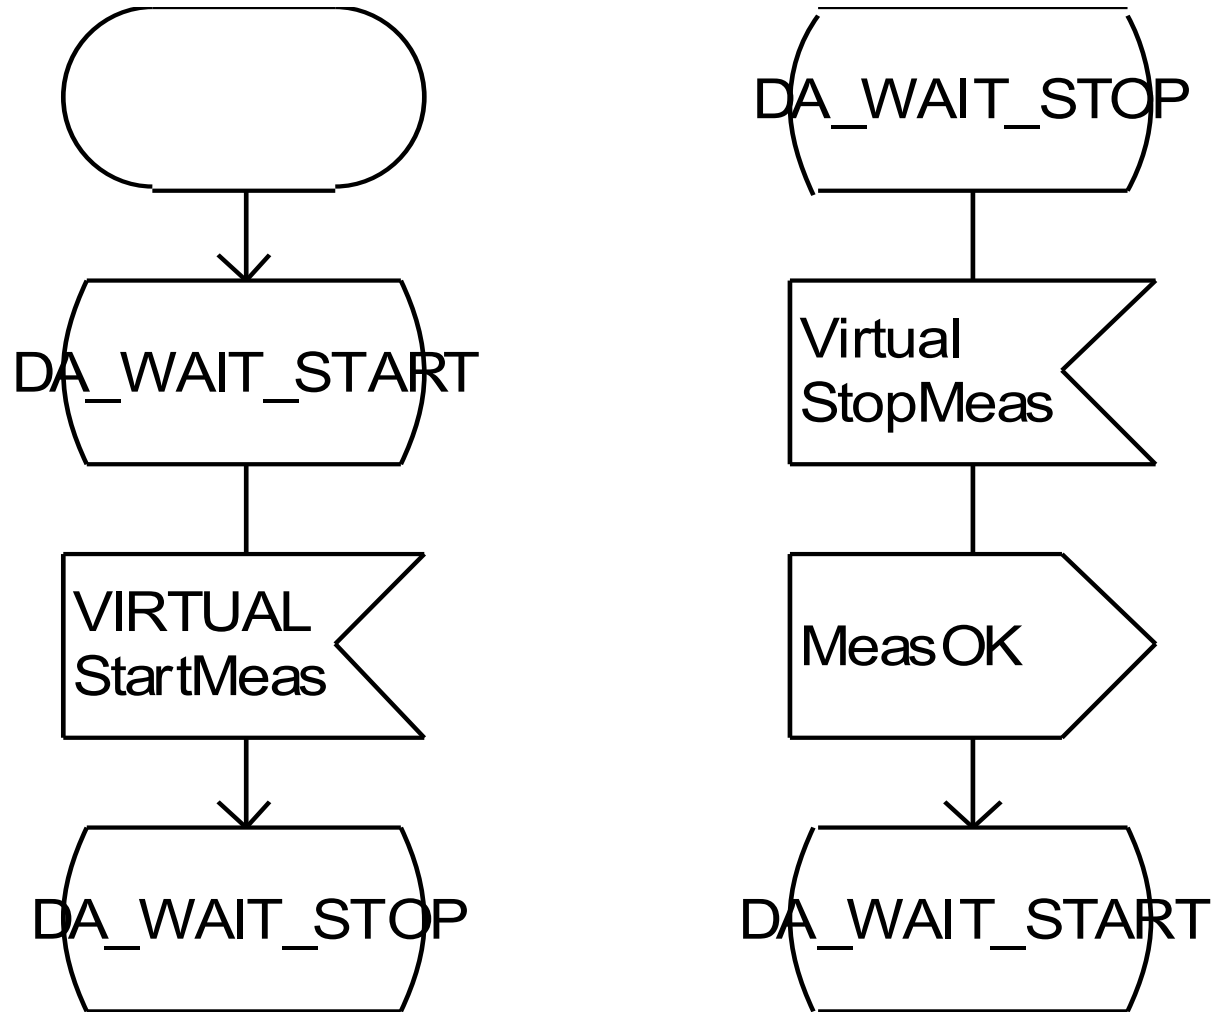 DA_WAIT_START
VIRTUAL
StartMeas
DA_WAIT_STOP
DA_WAIT_STOP
Virtual
StopMeas
MeasOK
DA_WAIT_START